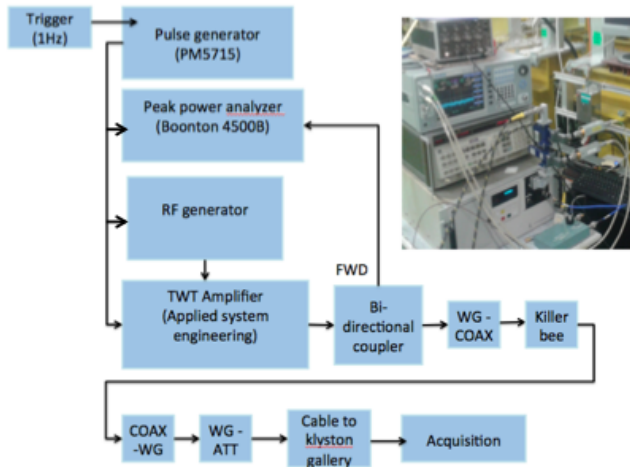 Trigger
(1Hz)
Pulse generator
(PM5715)
Peak power analyzer
(Boonton 4500B)
RF generator
FWD
TWT Amplifier
(Applied system
engineering)
Bi-
directional
coupler
WG -
COAX
Killer
bee
COAX
-WG
WG -
ATT
Cable to
klyston
gallery
Acquisition